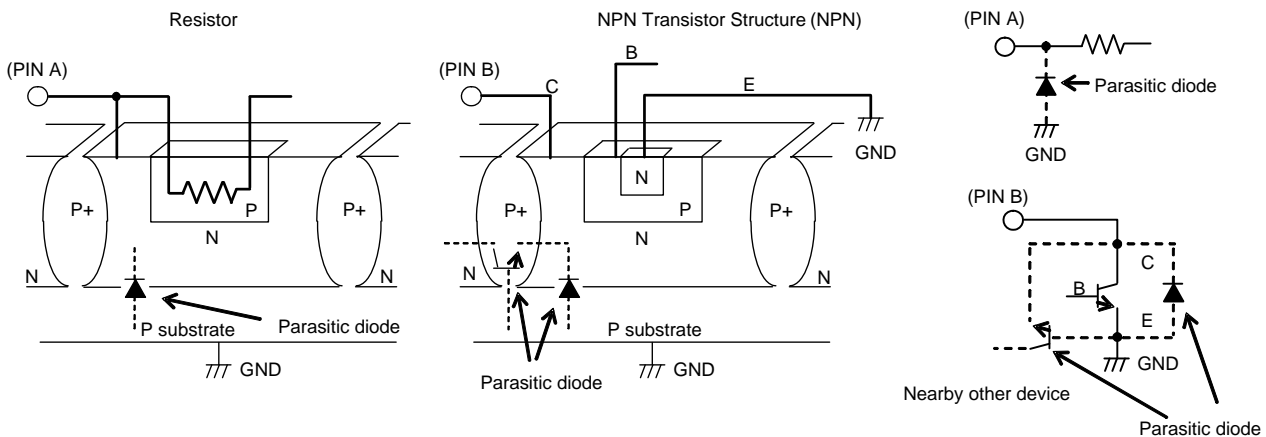 Resistor
(PIN A)
P+
P
P+
N
N
N
P substrate
Parasitic diode
GND
NPN Transistor Structure (NPN)
(PIN B)
B
C
E
GND
N
P+
P
P+
N
N
N
P substrate
GND
Parasitic diode
(PIN A)
Parasitic diode
GND
(PIN B)
C
B
E
GND
Nearby other device
Parasitic diode